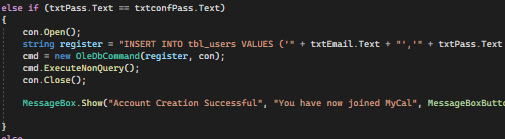 else if (txtPass.Text == txtconfPass.Text)
{
con.Open();
string register = "INSERT INTO tbl_users VALUES ('" + txtEmail.Text + "','" + txtPass.Text
cmd = new OleDbCommand(register, con);
cmd.ExecuteNonQuery();
con.Close();
MessageBox.Show("Account Creation Successful", "You have now joined MyCal", MessageBoxButto
}
else